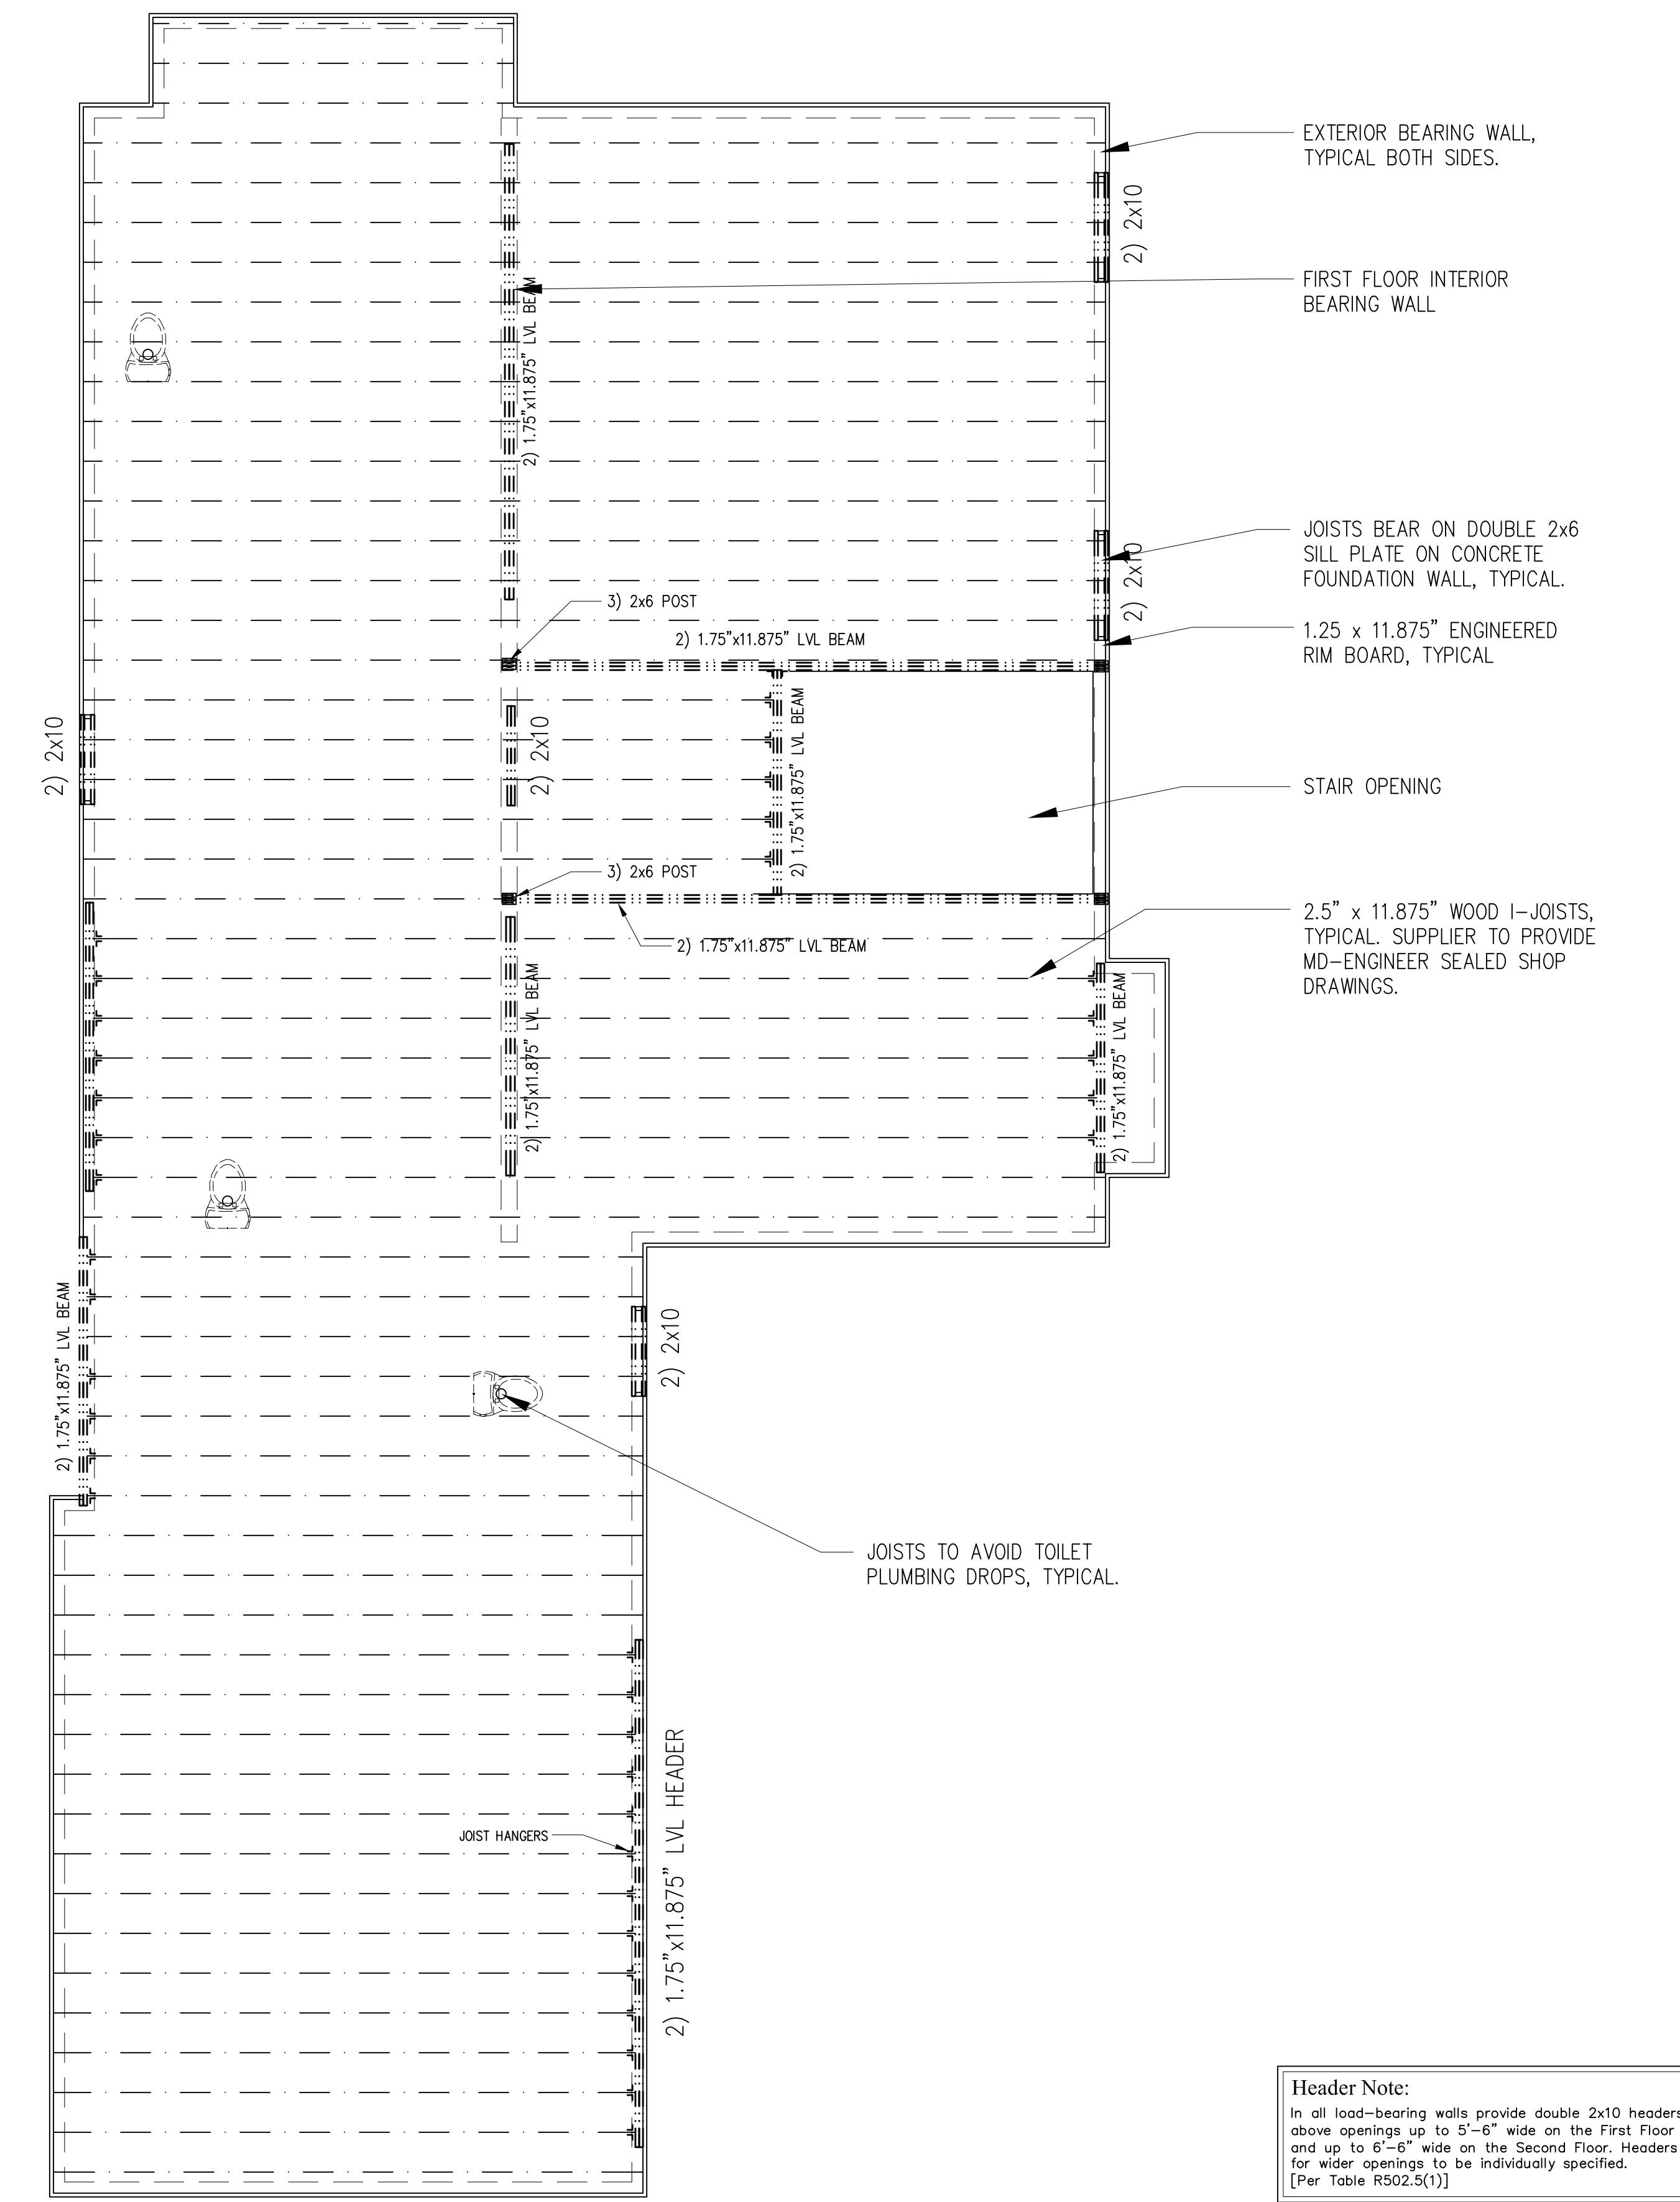 EXTERIOR BEARING WALL,
TYPICAL BOTH SIDES.
2) 2x10
FIRST FLOOR INTERIOR
BEARING WALL
2) 1.75"x11.875" LVL BEAM
JOISTS BEAR ON DOUBLE 2x6
SILL PLATE ON CONCRETE
FOUNDATION WALL, TYPICAL.
2) 2x10
3) 2x6 POST
1.25 x 11.875" ENGINEERED
RIM BOARD, TYPICAL
2) 1.75"x11.875" LVL BEAM
2) 2x10
2) 2x10
2) 1.75"x11.875" LVL BEAM
STAIR OPENING
3) 2x6 POST
2) 1.75"x11.875" LVL BEAM
2.5" x 11.875" WOOD I-JOISTS,
TYPICAL. SUPPLIER TO PROVIDE
MD-ENGINEER SEALED SHOP
DRAWINGS.
2) 1.75"x11.875" LVL BEAM
2) 1.75"x11.875" LVL BEAM
2) 1.75"x11.875" LVL BEAM
2) 2x10
JOISTS TO AVOID TOILET
PLUMBING DROPS, TYPICAL.
JOIST HANGERS
2) 1.75"x11.875" LVL HEADER
Header Note:
In all load-bearing walls provide double 2x10 headers
above openings up to 5'-6" wide on the First Floor
and up to 6'-6" wide on the Second Floor. Headers
for wider openings to be individually specified.
[Per Table R502.5(1)]